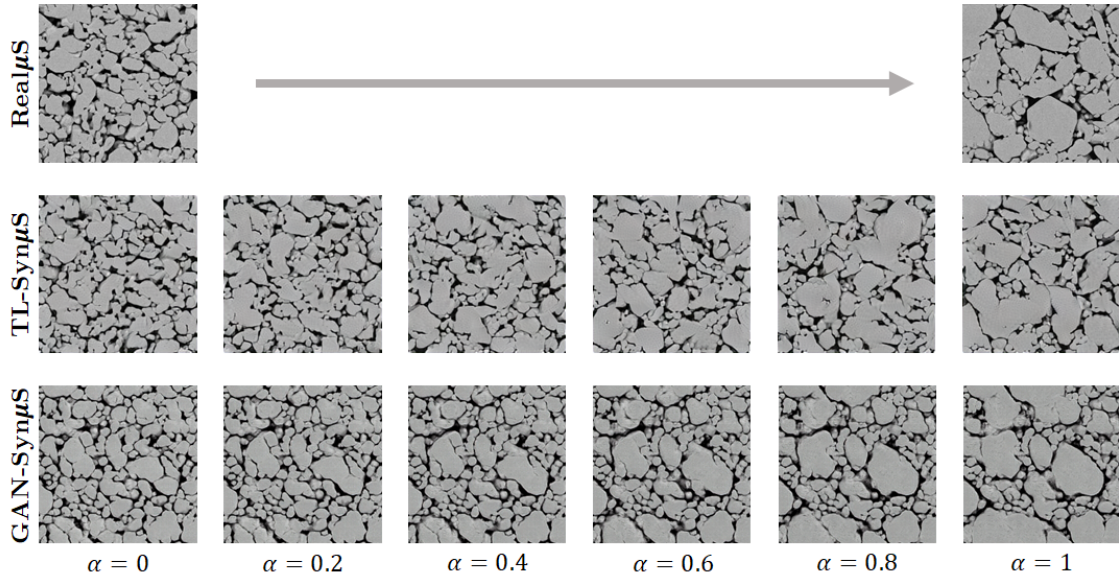 RealμS
TL-SynμS
GAN-SynμS
α = 0
α = 0.2
α = 0.4
α = 0.6
α = 0.8
α = 1